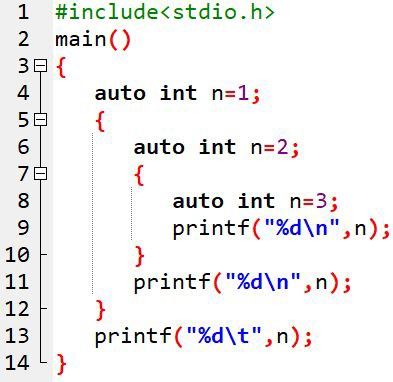 1 #include<stdio.h>
2 main()
3 {
4 auto int n=1;
5 {
6 auto int n=2;
7 {
8 auto int n=3;
9 printf("%d\n",n);
10 }
11 printf("%d\n",n);
12 }
13 printf("%d\t",n);
14 }